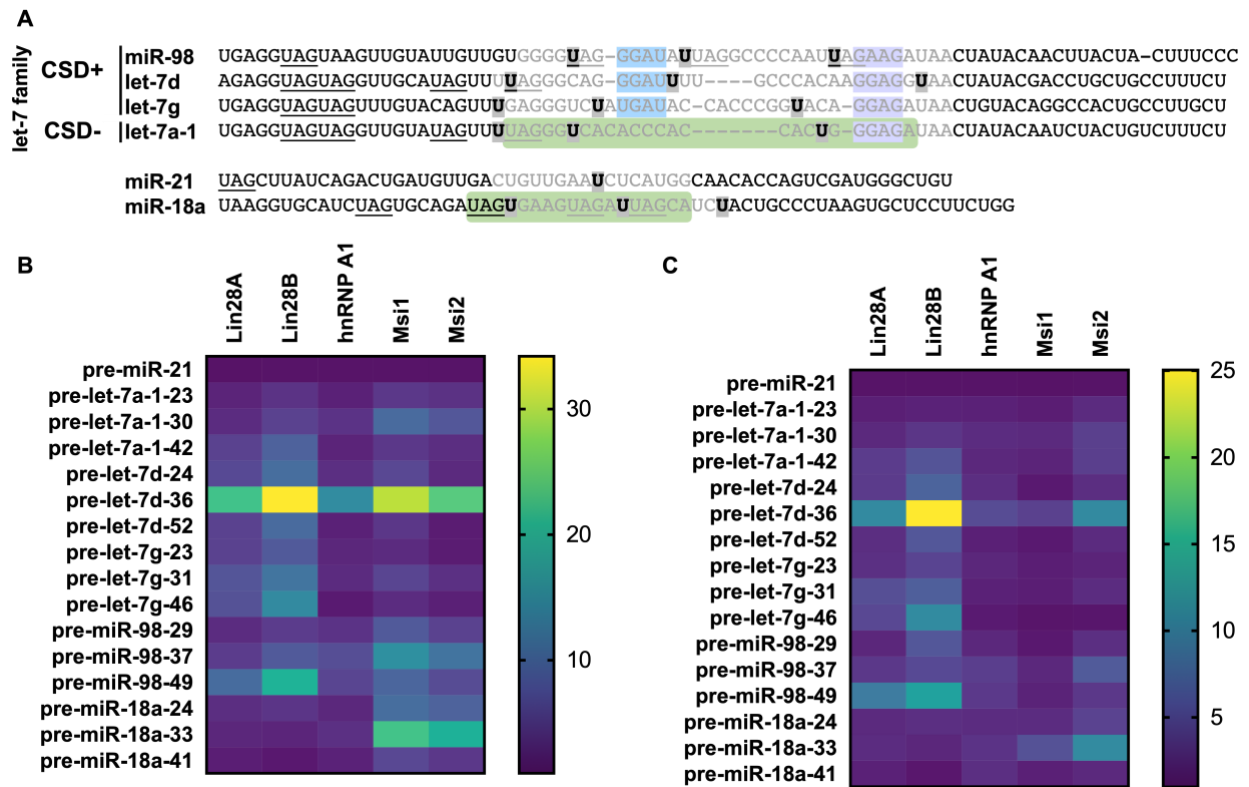 A
let-7 family
CSD+
miR-98 UGAGGUAGUAAGUUGUAUUGUUGUGGGGUAG-GGAUAUUAGGCCCCAAUUAGAAGAUAACUAUACAACUUACUA-CUUUCCC
let-7d AGAGGUAGUAGGUUGCAUAGUUUUAGGGCAG-GGAUUUU----GCCCACAAGGAGGUAACUAUACGACCUGCUGCCUUUCU
let-7g UGAGGUAGUAGUUUGUACAGUUUGAGGGUCUAUGAUAC-CACCCGGUACA-GGAGAUAACUGUACAGGCCACUGCCUUGCU
CSD-
let-7a-1 UGAGGUAGUAGGUUGUAUAGUUUUAGGGUCACACCCAC-------CACUG-GGAGAUAACUAUACAAUCUACUGUCUUUCU
miR-21 UAGCUUAUCAGACUGAUGUUGACUGUUGAAUCUCAUGGCAACACCAGUCGAUGGGCUGU
miR-18a UAAGGUGCAUCUAGUGCAGAUAGUGAAGUAGAUUAGCAUCUACUGCCCUAAGUGCUCCUUCUGG
B
Lin28A
Lin28B
hnRNP A1
Msi1
Msi2
pre-miR-21
pre-let-7a-1-23
pre-let-7a-1-30
pre-let-7a-1-42
pre-let-7d-24
pre-let-7d-36
pre-let-7d-52
pre-let-7g-23
pre-let-7g-31
pre-let-7g-46
pre-miR-98-29
pre-miR-98-37
pre-miR-98-49
pre-miR-18a-24
pre-miR-18a-33
pre-miR-18a-41
30
20
10
C
Lin28A
Lin28B
hnRNP A1
Msi1
Msi2
pre-miR-21
pre-let-7a-1-23
pre-let-7a-1-30
pre-let-7a-1-42
pre-let-7d-24
pre-let-7d-36
pre-let-7d-52
pre-let-7g-23
pre-let-7g-31
pre-let-7g-46
pre-miR-98-29
pre-miR-98-37
pre-miR-98-49
pre-miR-18a-24
pre-miR-18a-33
pre-miR-18a-41
25
20
15
10
5